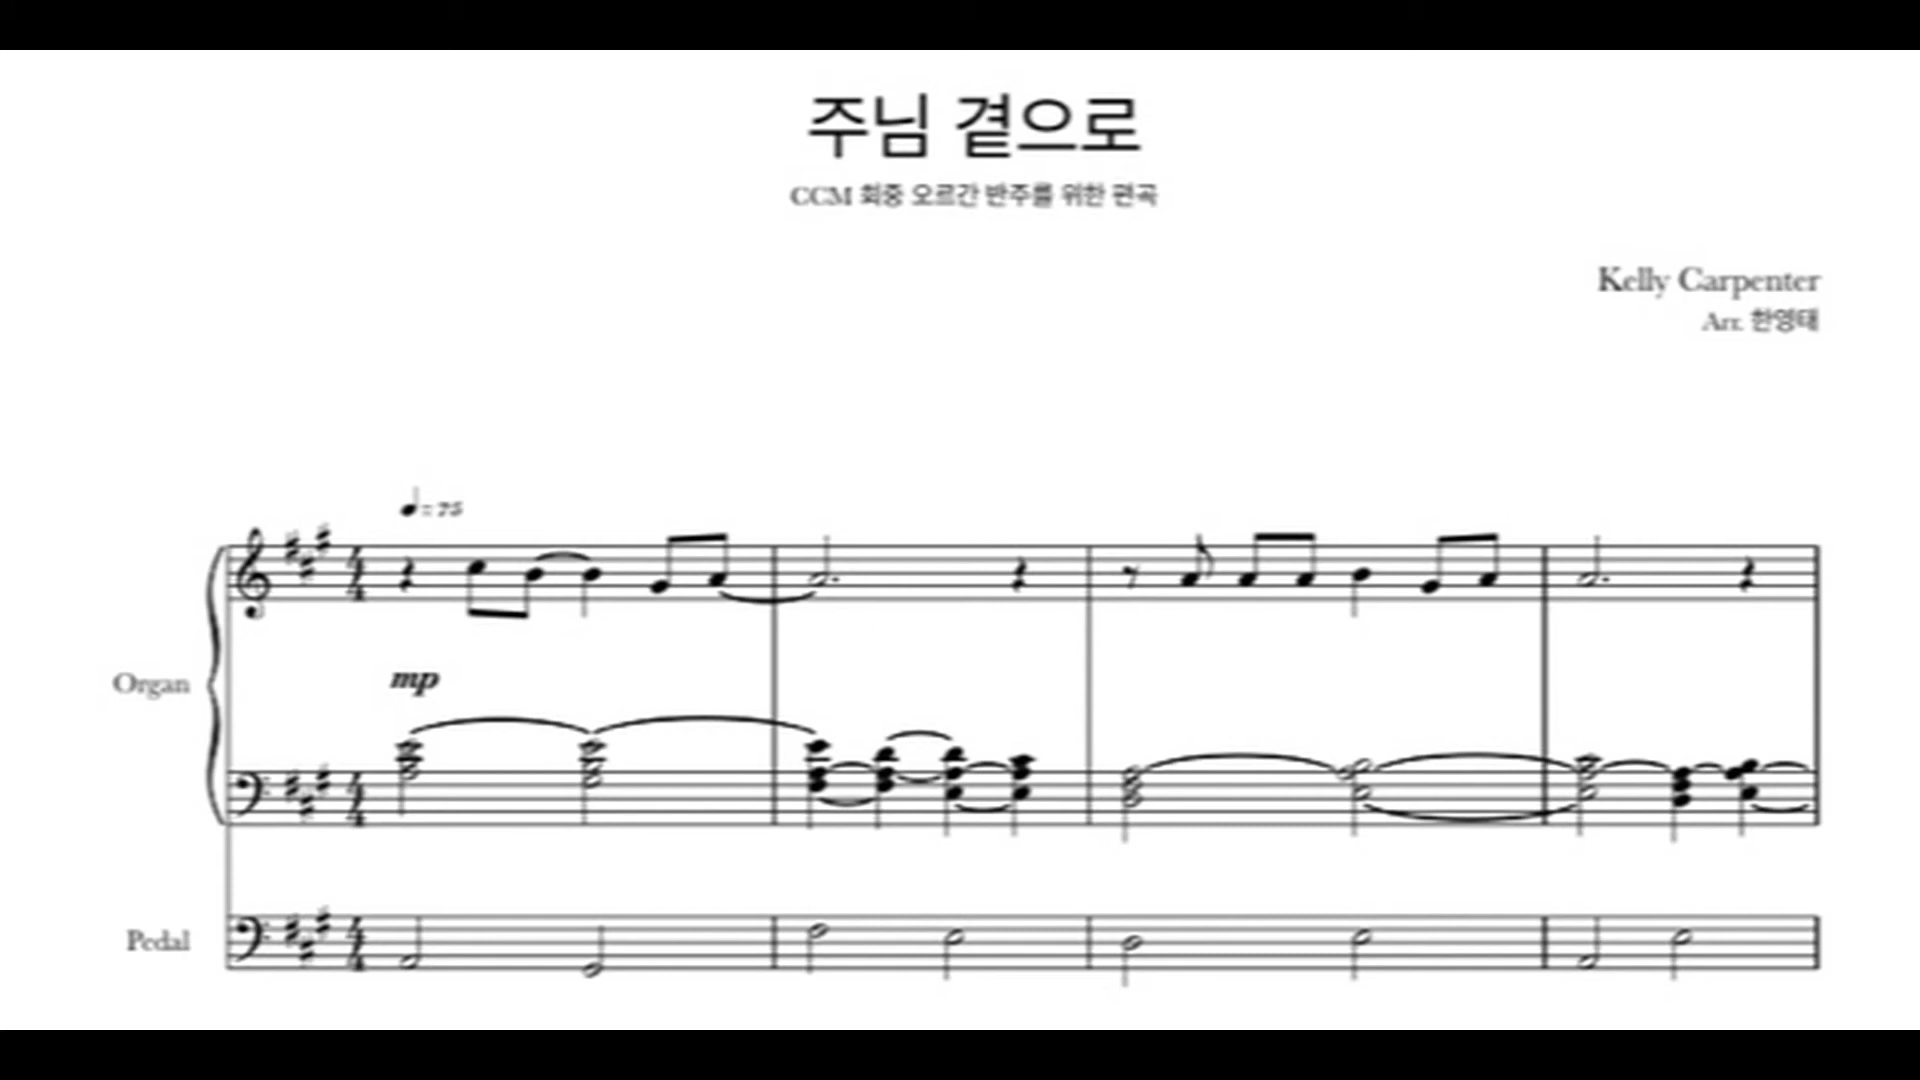 주님 곁으로
CCM 회중 오르간 반주를 위한 편곡
Kelly Carpenter
Arr. 한영태
♩ = 75
Organ
mp
Pedal